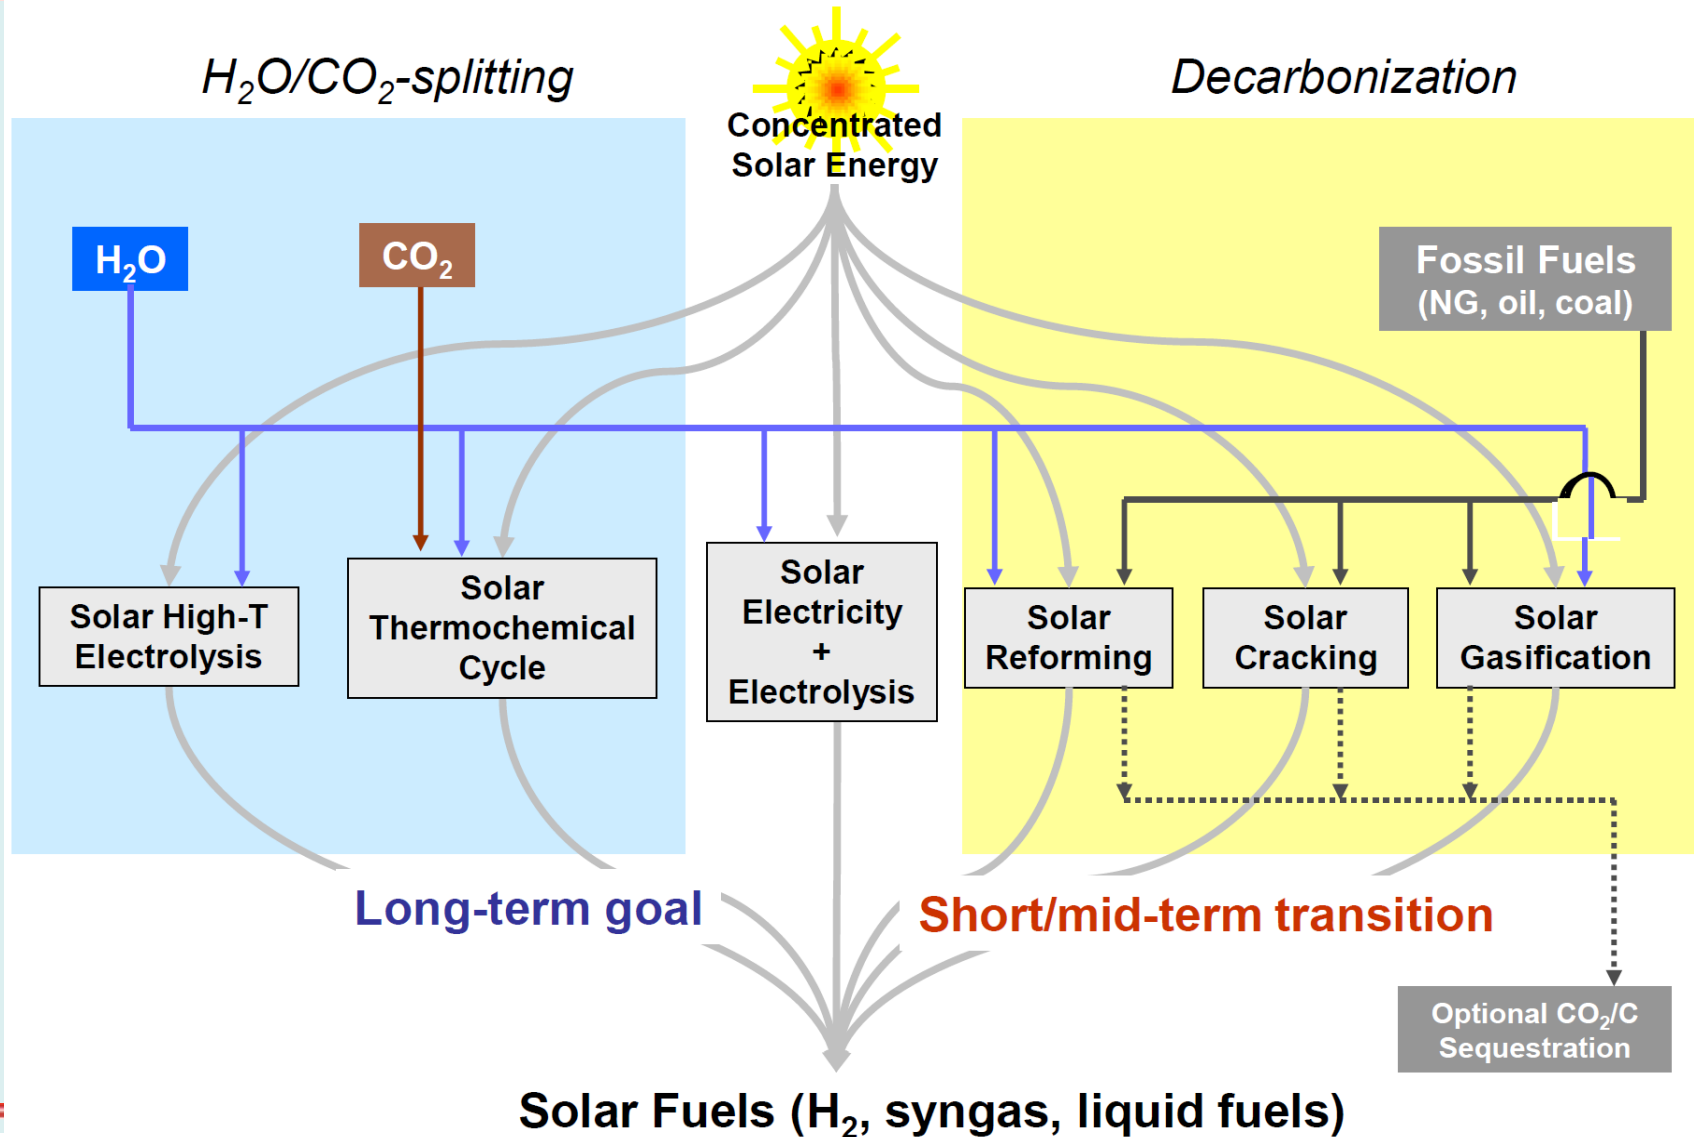 H₂O/CO₂-splitting
Concentrated
Solar Energy
Decarbonization
H₂O
CO₂
Fossil Fuels
(NG, oil, coal)
Solar High-T
Electrolysis
Solar
Thermochemical
Cycle
Solar
Electricity
+
Electrolysis
Solar
Reforming
Solar
Cracking
Solar
Gasification
Long-term goal
Short/mid-term transition
Optional CO₂/C
Sequestration
Solar Fuels (H₂, syngas, liquid fuels)